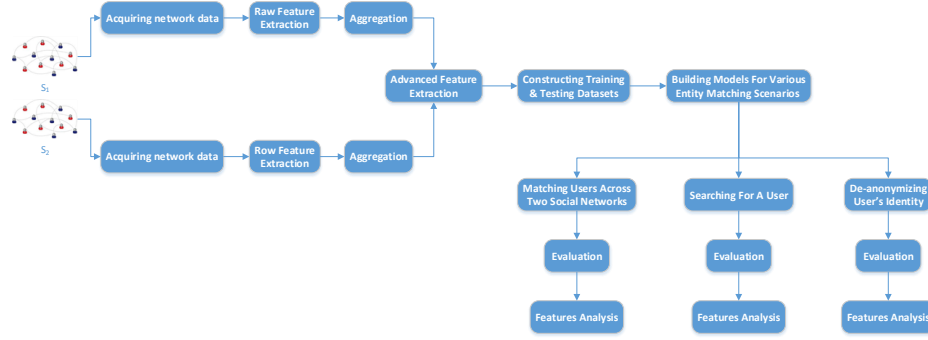 Acquiring network data
Raw Feature
Extraction
Aggregation
S1
Advanced Feature
Extraction
Constructing Training
& Testing Datasets
Building Models For Various
Entity Matching Scenarios
S2
Acquiring network data
Row Feature
Extraction
Aggregation
Matching Users Across
Two Social Networks
Searching For A User
De-anonymizing
User's Identity
Evaluation
Evaluation
Evaluation
Features Analysis
Features Analysis
Features Analysis